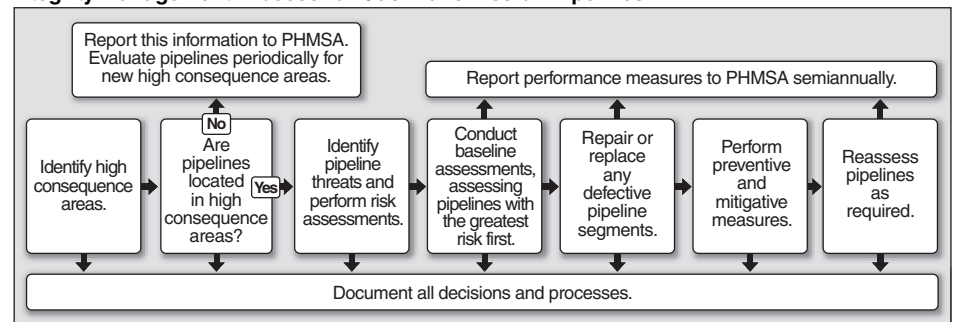 Report this information to PHMSA.
Evaluate pipelines periodically for
new high consequence areas.
Report performance measures to PHMSA semiannually.
No
Identify high
consequence
areas.
Are
pipelines
located
in high
consequence
areas?
Yes
Identify
pipeline
threats and
perform risk
assessments.
Conduct
baseline
assessments,
assessing
pipelines with
the greatest
risk first.
Repair or
replace
any
defective
pipeline
segments.
Perform
preventive
and
mitigative
measures.
Reassess
pipelines
as
required.
Document all decisions and processes.